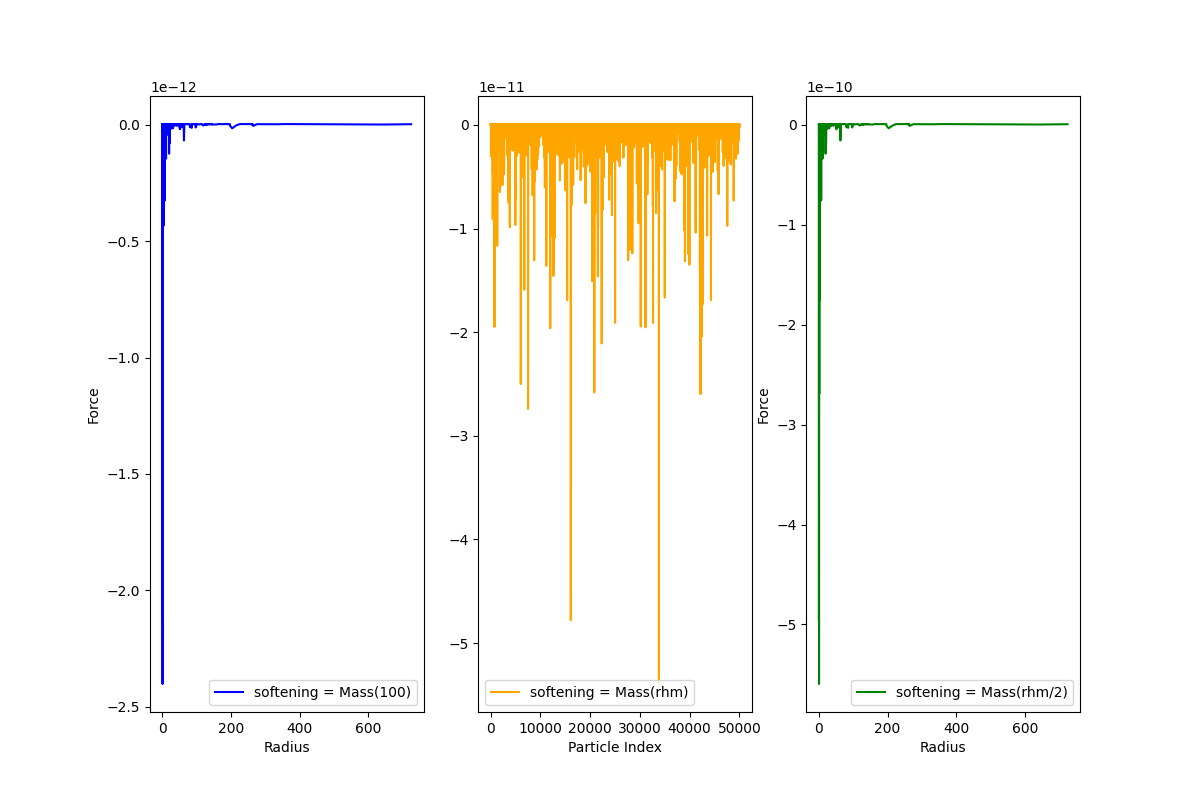 1e−12
0.0
−0.5
−1.0
−1.5
−2.0
−2.5
Force
0 200 400 600
Radius
softening = Mass(100)
1e−11
0
−1
−2
−3
−4
−5
0 10000 20000 30000 40000 50000
Particle Index
softening = Mass(rhm)
1e−10
0
−1
−2
−3
−4
−5
Force
0 200 400 600
Radius
softening = Mass(rhm/2)